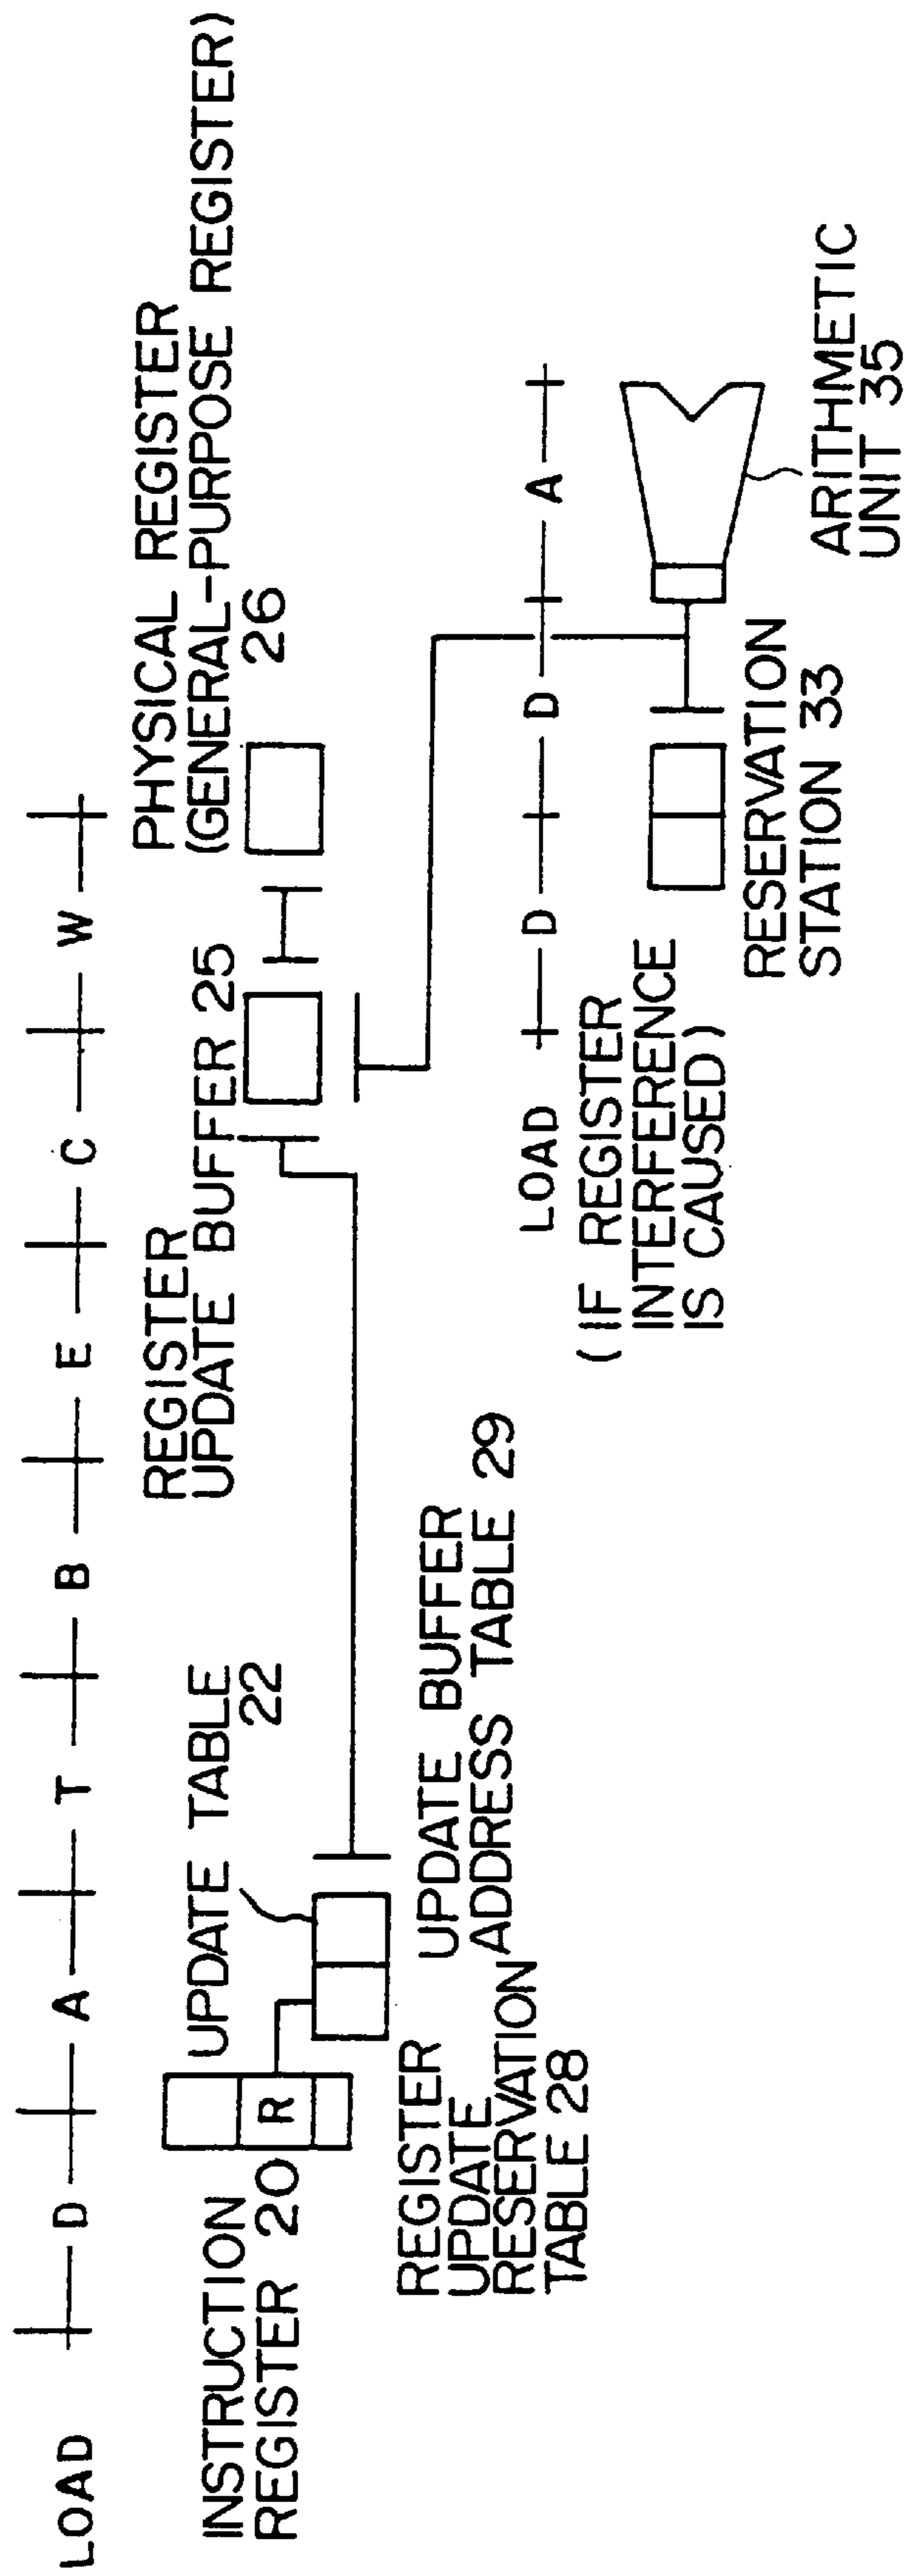 LOAD D A T B E C W
INSTRUCTION
REGISTER 20
R
UPDATE TABLE
22
REGISTER
UPDATE BUFFER 25
PHYSICAL REGISTER
(GENERAL-PURPOSE REGISTER)
26
REGISTER
UPDATE
RESERVATION
TABLE 28
UPDATE BUFFER
ADDRESS TABLE 29
LOAD D D A
(IF REGISTER
INTERFERENCE
IS CAUSED)
RESERVATION
STATION 33
ARITHMETIC
UNIT 35